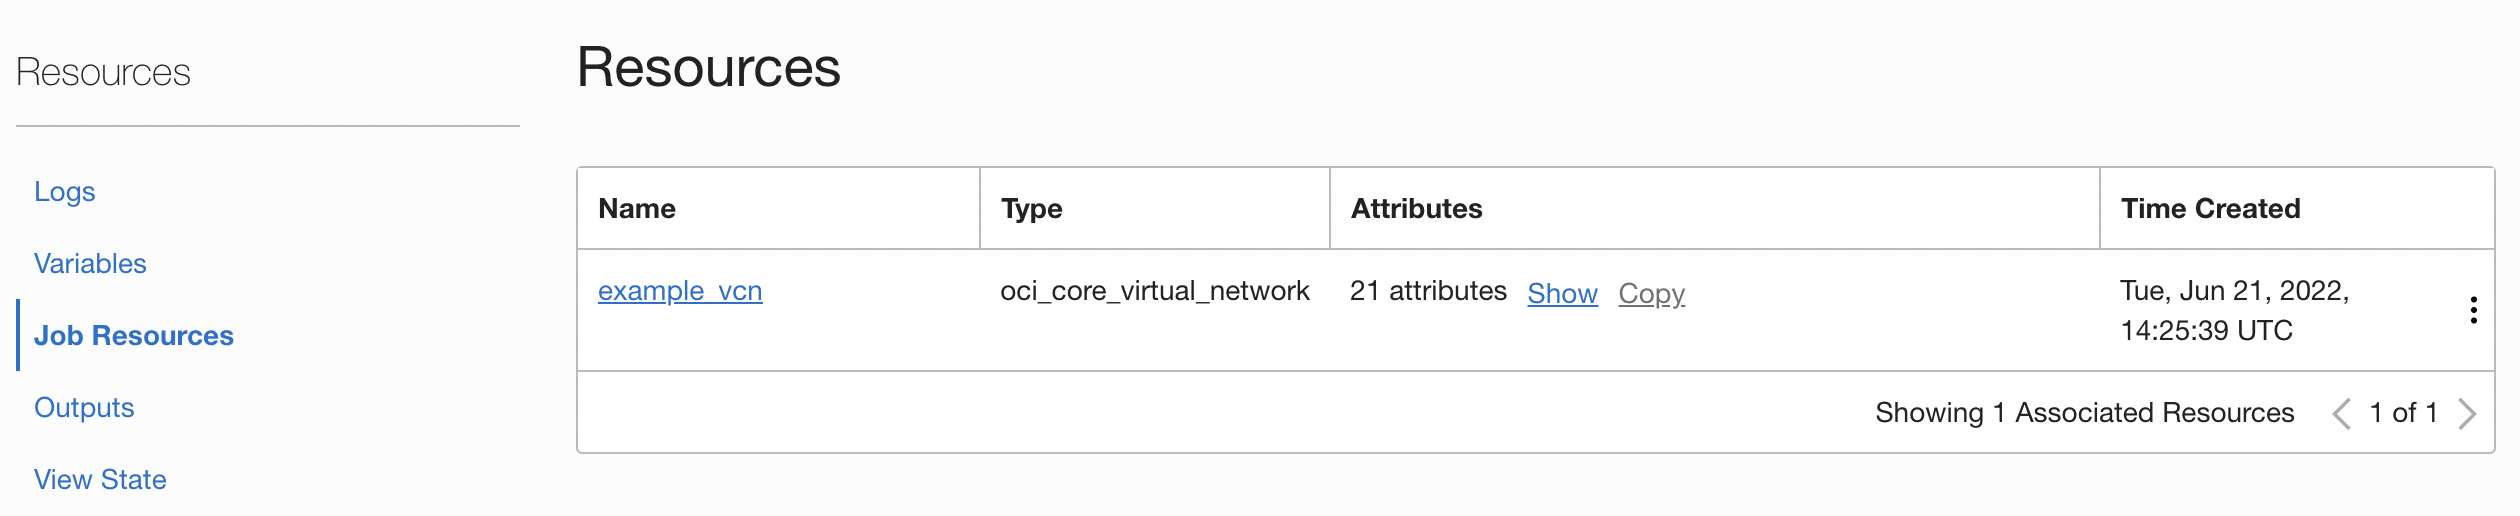 Resources
Logs
Variables
Job Resources
Outputs
View State
Resources
Name Type Attributes Time Created
example_vcn oci_core_virtual_network 21 attributes Show Copy Tue, Jun 21, 2022,
14:25:39 UTC
Showing 1 Associated Resources 1 of 1